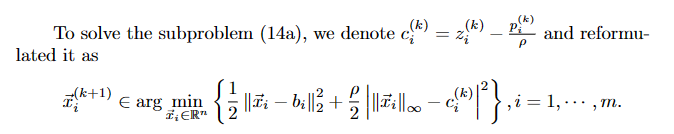 To solve the subproblem (14a), we denote $c_i^{(k)} = z_i^{(k)} - \frac{p_i^{(k)}}{\rho}$ and reformu-
lated it as
$\vec{x}_i^{(k+1)} \in \arg\min_{\vec{x}_i \in \mathbb{R}^n} \left\{ \frac{1}{2} \|\vec{x}_i - b_i\|_2^2 + \frac{\rho}{2} \left| \|\vec{x}_i\|_\infty - c_i^{(k)} \right|^2 \right\}, i = 1, \cdots, m.$